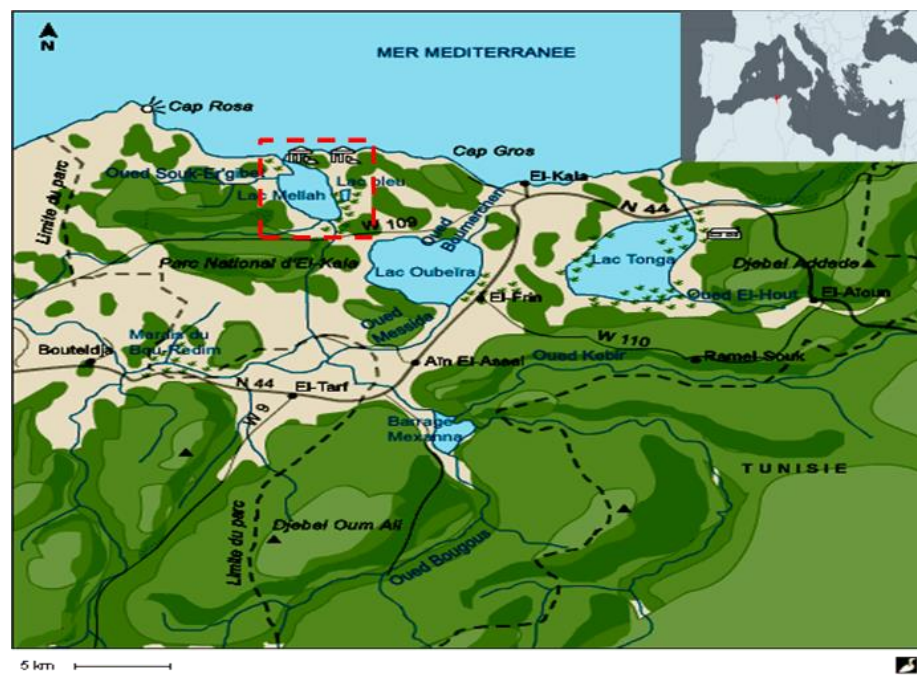 N
MER MEDITERRANEE
Cap Rosa
Cap Gros
Oued Souk-Er'gibet
El-Kala
Lac Mellah
Lac bleu
N 44
Limite du parc
W 109
Oued
Boumerchen
Parc National d'El-Kala
Lac Oubeïra
Lac Tonga
Djebel Addeda
El-Frin
Oued El-Hout
El-Aïoun
Oued
Messida
Marais du
Bou-Redim
W 110
Bouteldja
Aïn El-Assel
Oued Kebir
Ramel Souk
N 44
El-Tarf
W 9
Barrage
Mexanna
TUNISIE
Limite du parc
Djebel Oum Ali
Oued Bougous
5 km